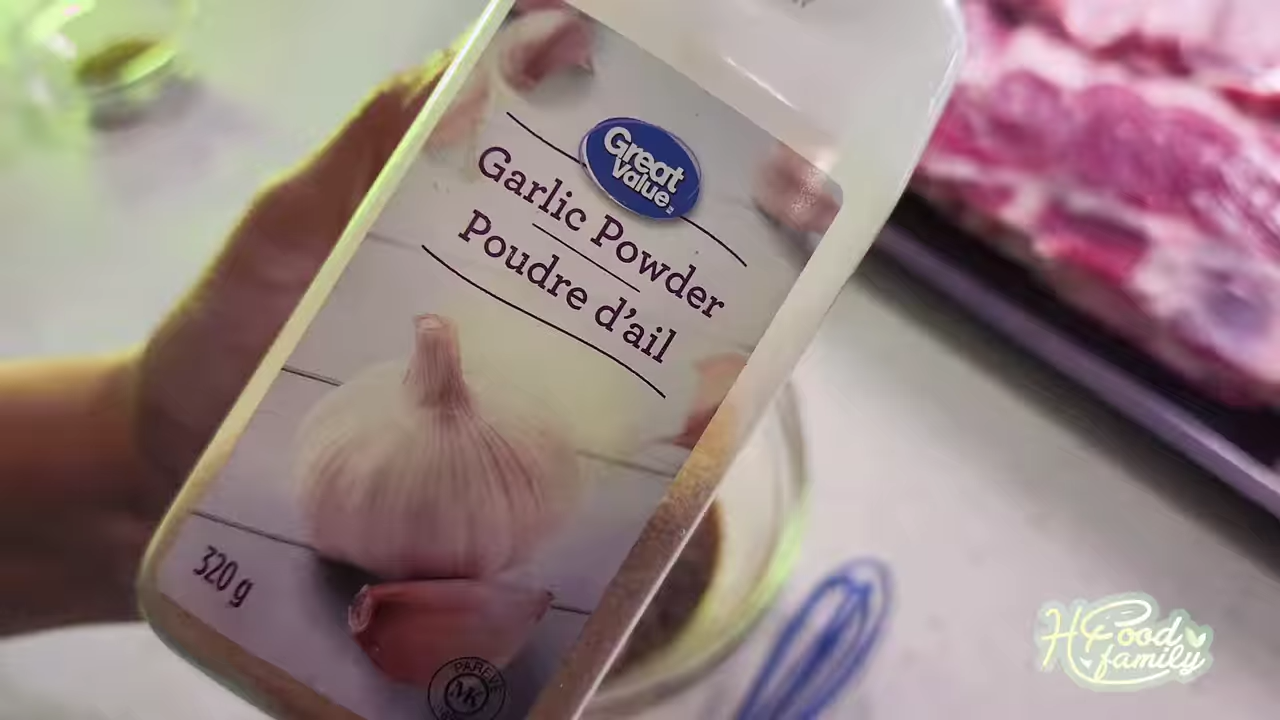 Great
Value
Garlic Powder
Poudre d'ail
320 g
PAREVE
MK
H Food
family